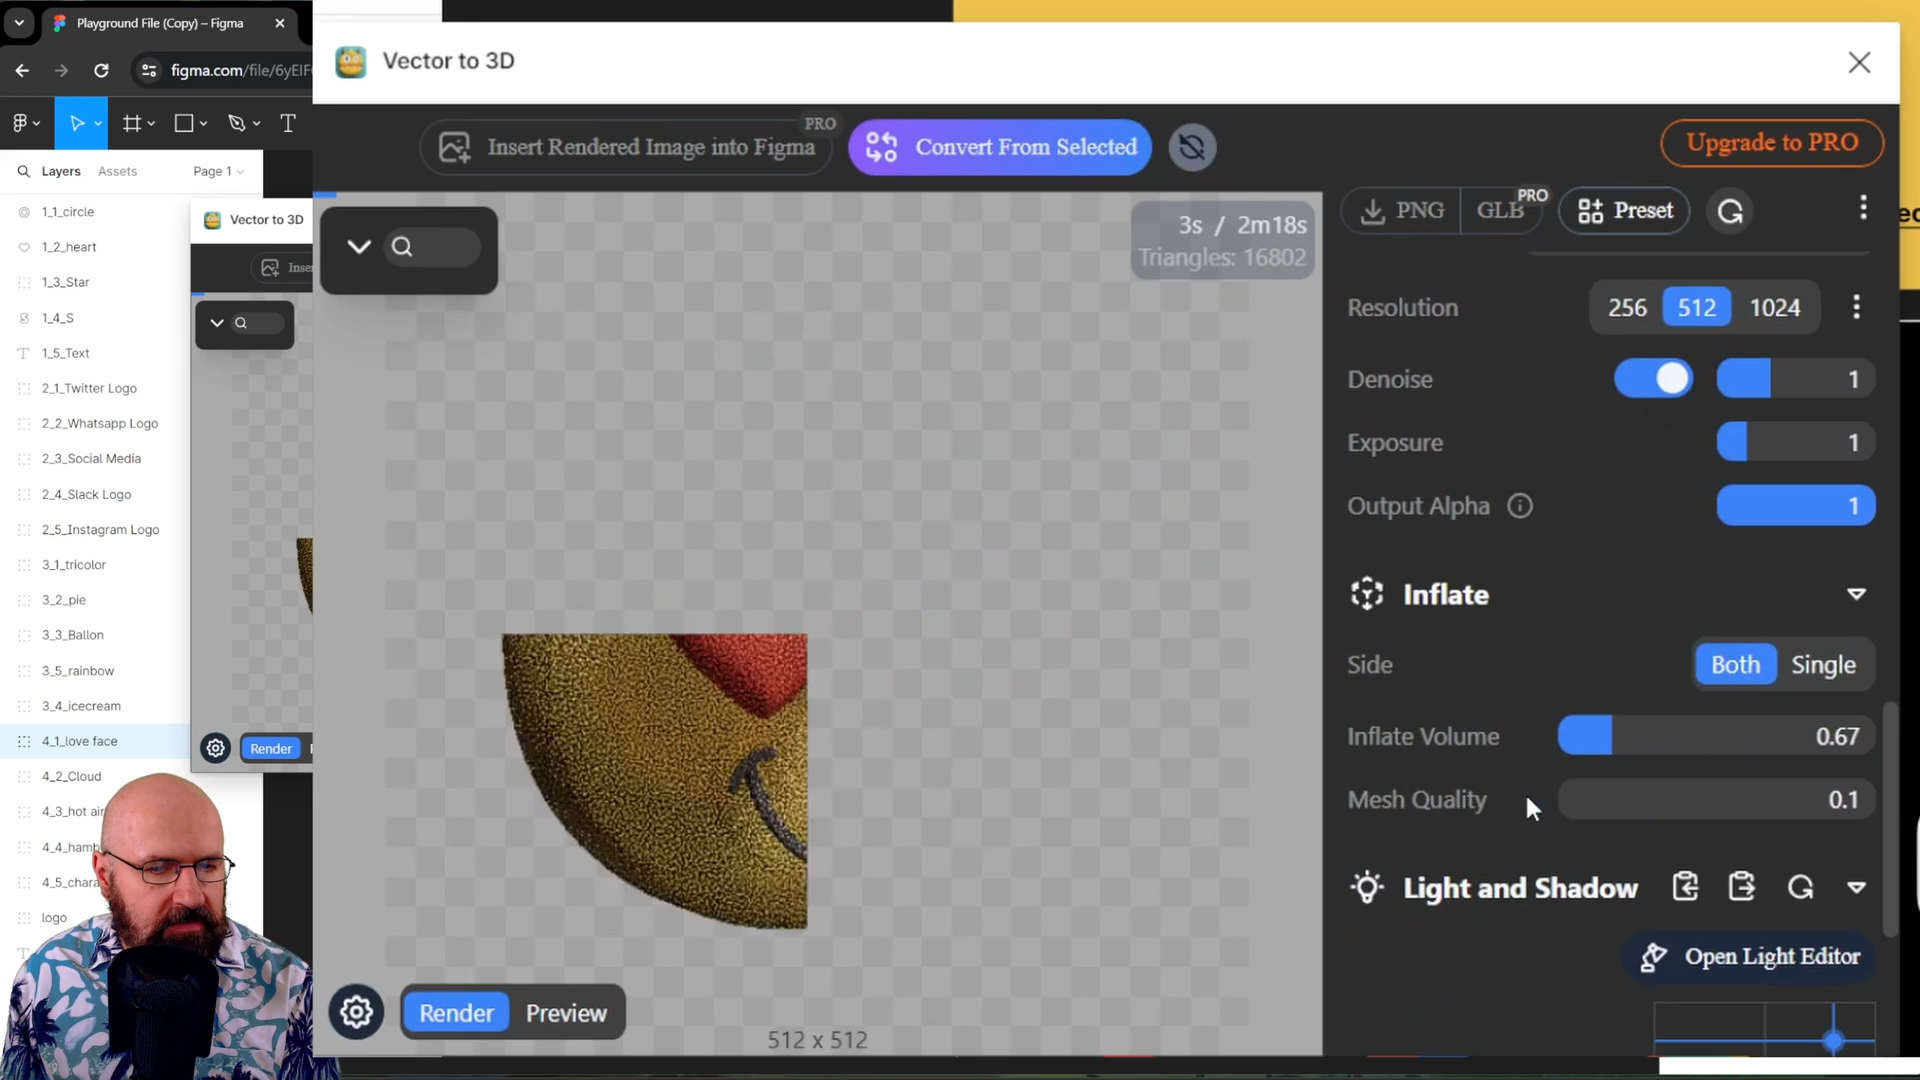 Playground File (Copy) – Figma
figma.com/file/6yEIF
T
Layers
Assets
Page 1
1_1_circle
1_2_heart
1_3_Star
1_4_S
1_5_Text
2_1_Twitter Logo
2_2_Whatsapp Logo
2_3_Social Media
2_4_Slack Logo
2_5_Instagram Logo
3_1_tricolor
3_2_pie
3_3_Ballon
3_5_rainbow
3_4_icecream
4_1_love face
4_2_Cloud
4_3_hot air
4_4_hamb
4_5_chara
logo
Vector to 3D
Inse
Render
Vector to 3D
Insert Rendered Image into Figma
PRO
Convert From Selected
Upgrade to PRO
3s / 2m18s
Triangles: 16802
PNG
GLB
PRO
Preset
Resolution
256
512
1024
Denoise
1
Exposure
1
Output Alpha
1
Inflate
Side
Both
Single
Inflate Volume
0.67
Mesh Quality
0.1
Light and Shadow
Open Light Editor
Render
Preview
512 x 512